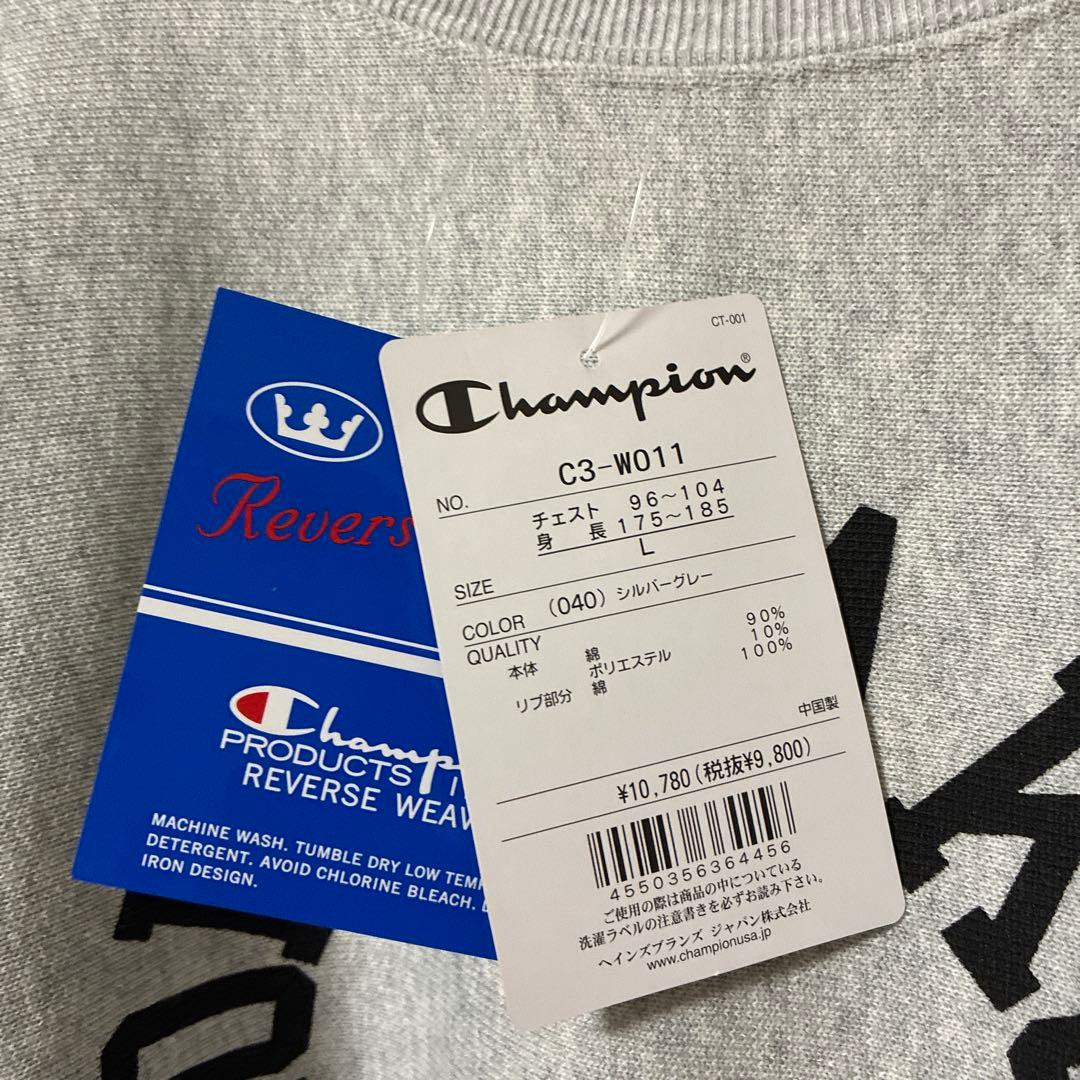 CT-001
Champion®
NO. C3-W011
チェスト 96～104
身長 175～185
SIZE L
COLOR (040) シルバーグレー
QUALITY
本体 綿 90%
ポリエステル 10%
リブ部分 綿 100%
中国製
¥10,780(税抜¥9,800)
4550356364456
ご使用の際は商品の中についている
洗濯ラベルの注意書きを必ずお読み下さい。
ヘインズブランズ ジャパン株式会社
www.championusa.jp
Revers
Champi
PRODUCTS I
REVERSE WEAV
MACHINE WASH. TUMBLE DRY LOW TEM
DETERGENT. AVOID CHLORINE BLEACH.
IRON DESIGN.